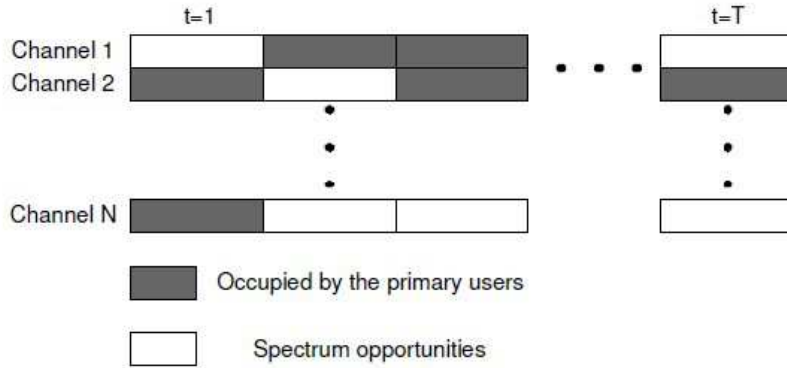 t=1 t=T
Channel 1
Channel 2
Channel N
Occupied by the primary users
Spectrum opportunities